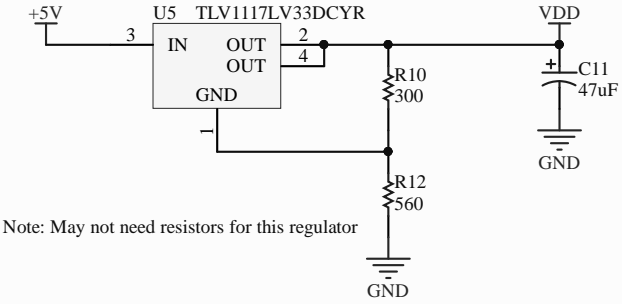 +5V
U5 TLV1117LV33DCYR
VDD
3 IN OUT 2
OUT 4
GND
1
R10
300
C11
47uF
GND
R12
560
Note: May not need resistors for this regulator
GND